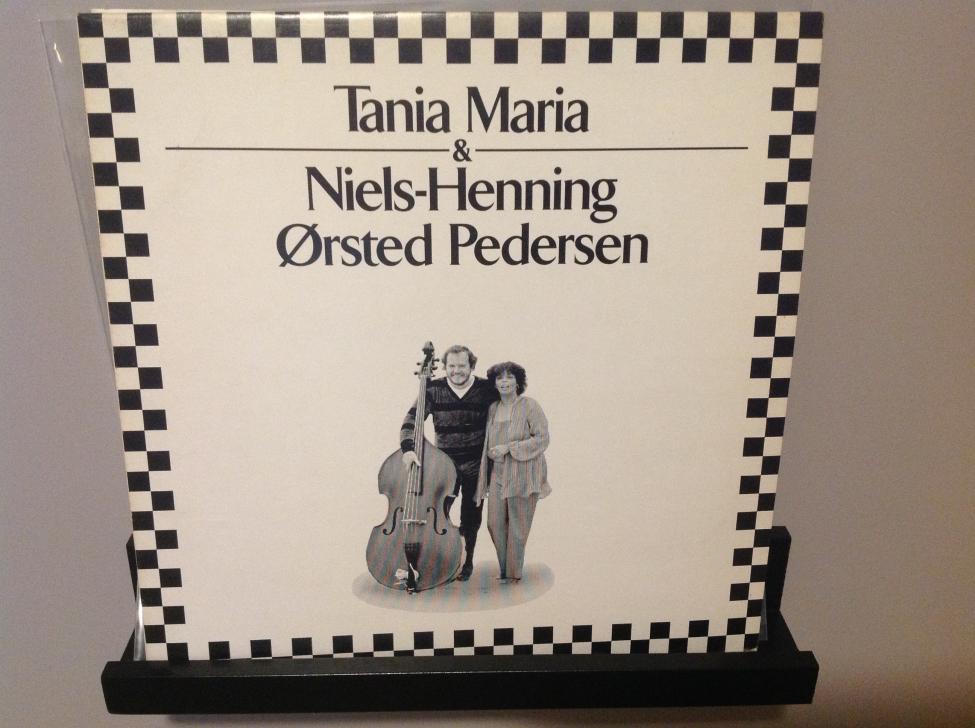 Tania Maria
&
Niels-Henning
Ørsted Pedersen